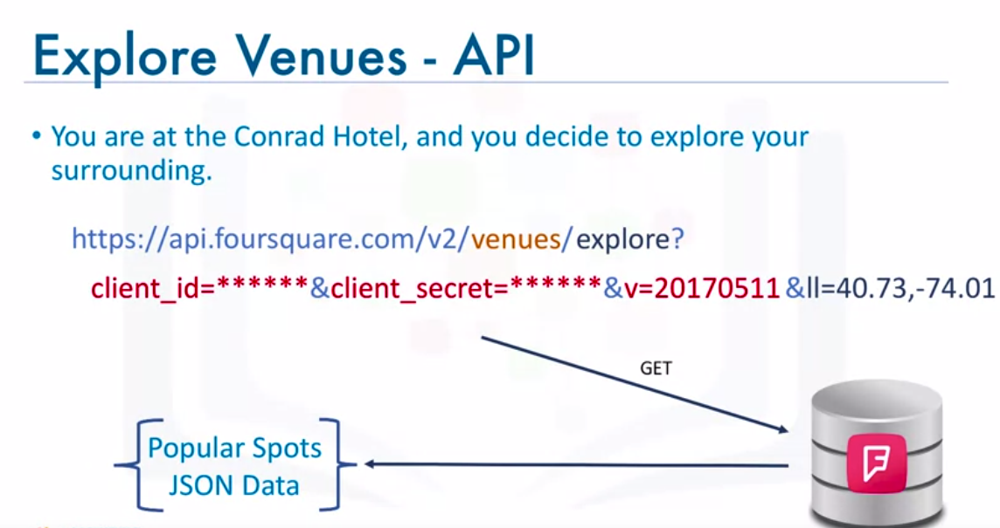 Explore Venues - API
• You are at the Conrad Hotel, and you decide to explore your
surrounding.
https://api.foursquare.com/v2/venues/explore?
client_id=******&client_secret=******&v=20170511&ll=40.73,-74.01
GET
Popular Spots
JSON Data